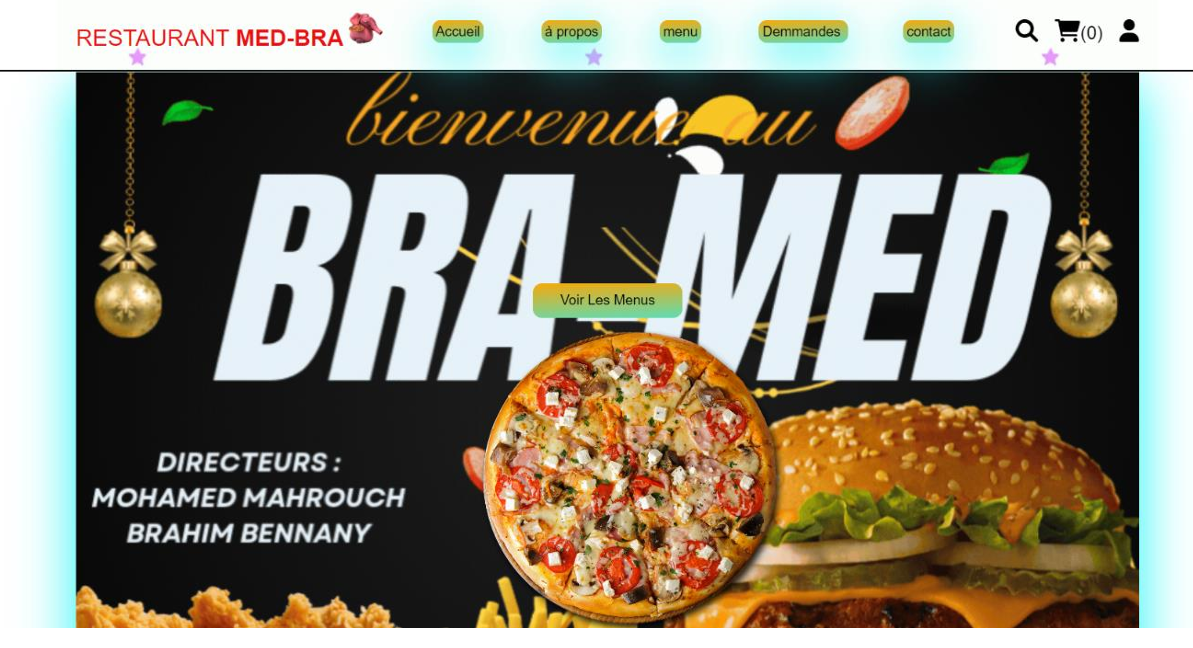 RESTAURANT MED-BRA
Accueil
à propos
menu
Demmandes
contact
(0)
bienvenue au
BRA-MED
Voir Les Menus
DIRECTEURS :
MOHAMED MAHROUCH
BRAHIM BENNANY